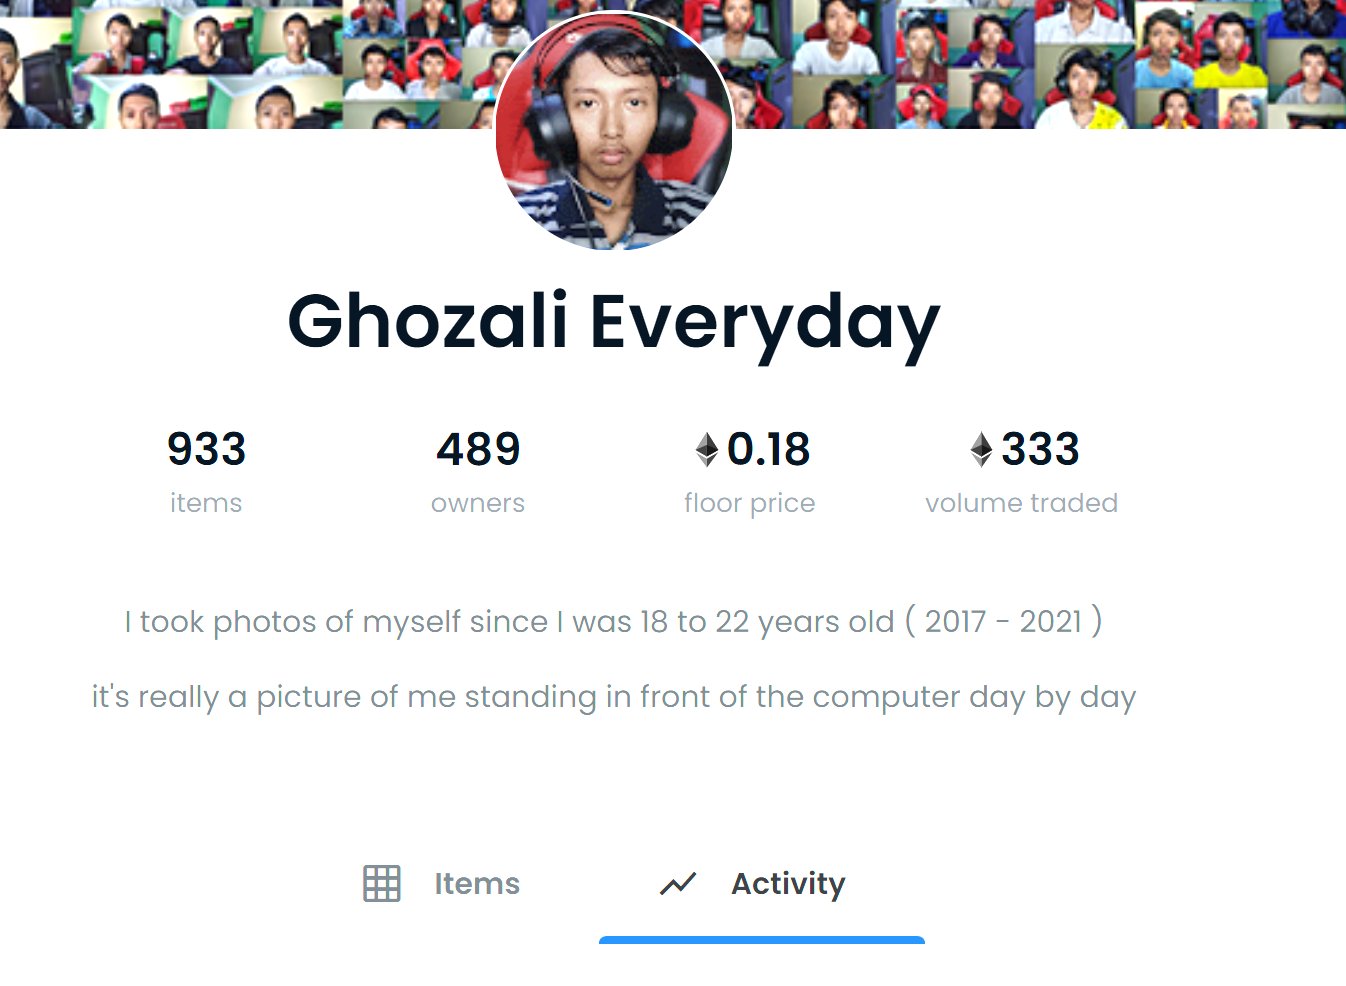 Ghozali Everyday
933 489 0.18 333
items owners floor price volume traded
I took photos of myself since I was 18 to 22 years old ( 2017 - 2021 )
it's really a picture of me standing in front of the computer day by day
Items Activity